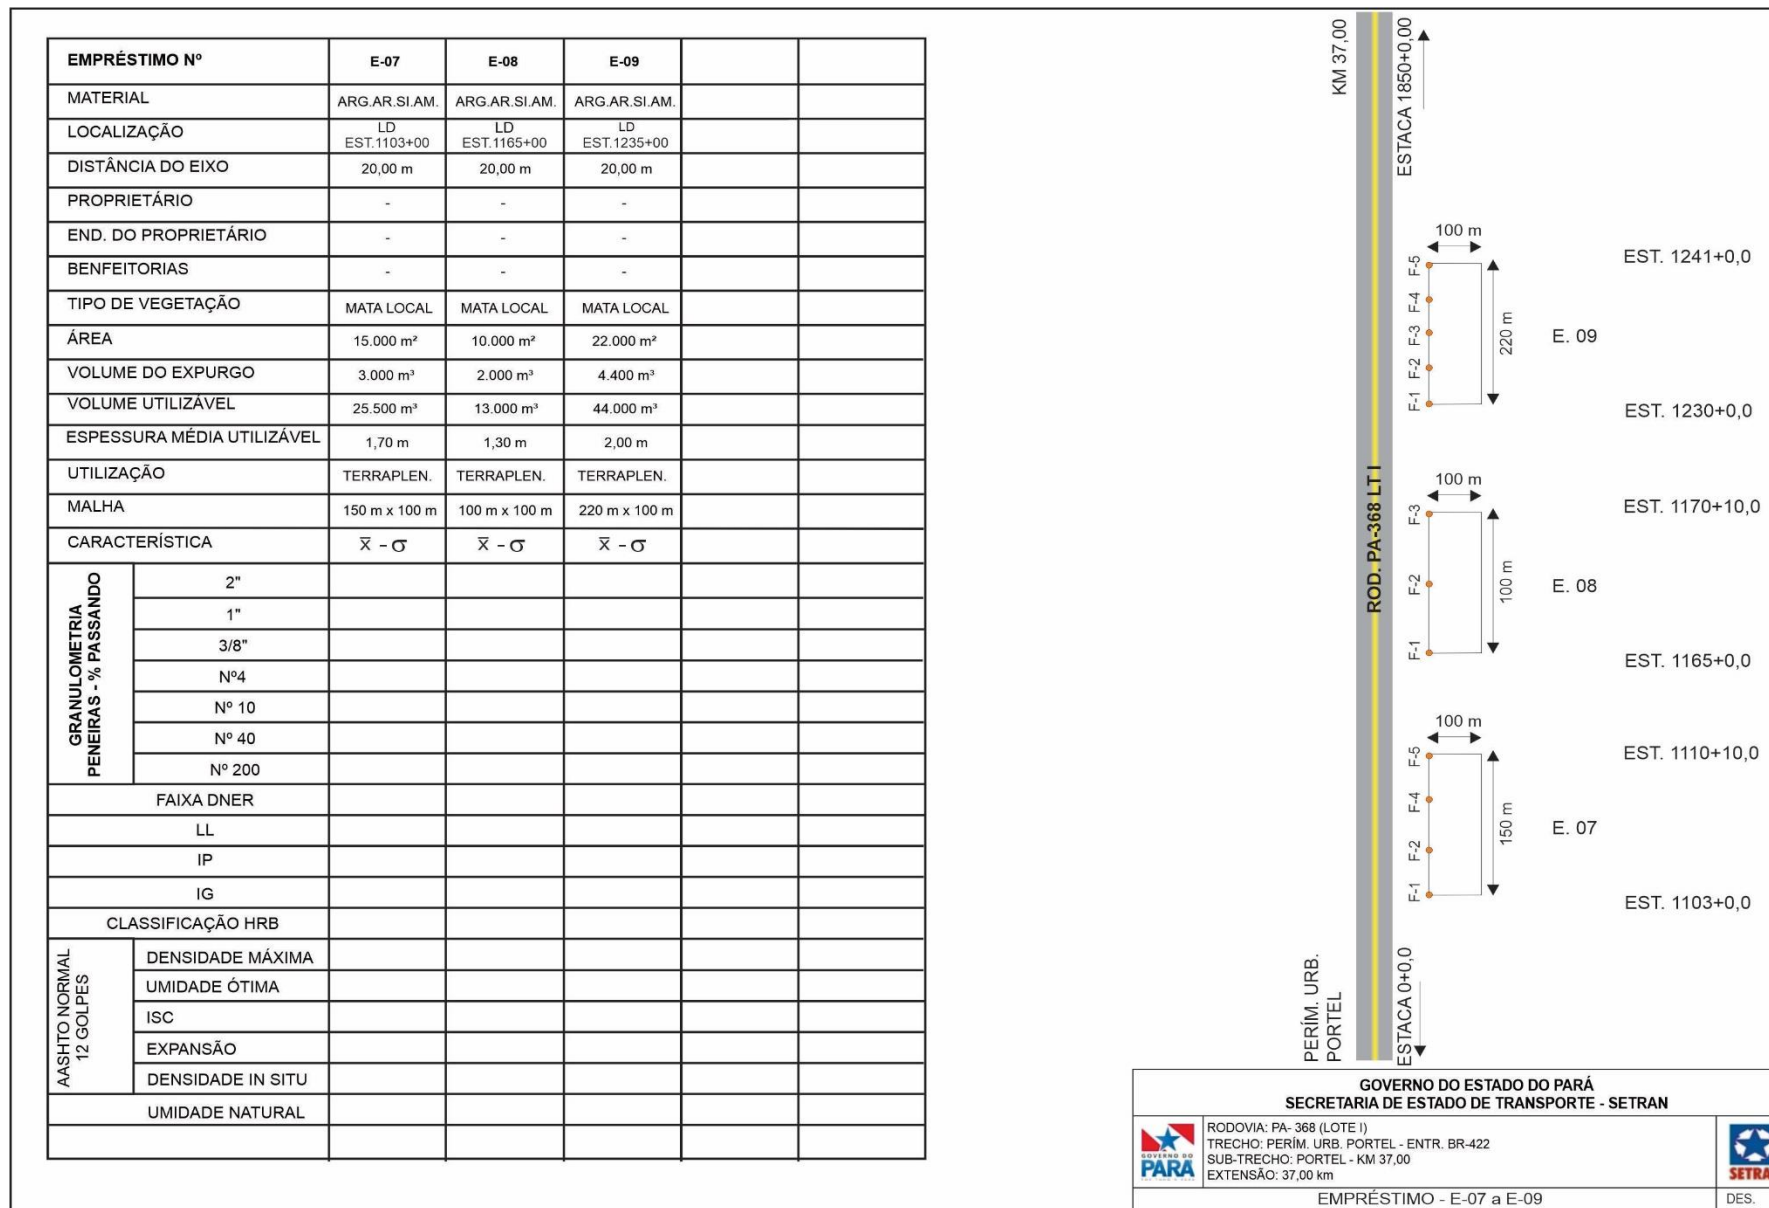 EMPRÉSTIMO Nº E-07 E-08 E-09
MATERIAL ARG.AR.SI.AM. ARG.AR.SI.AM. ARG.AR.SI.AM.
LOCALIZAÇÃO LD EST.1103+00 LD EST.1165+00 LD EST.1235+00
DISTÂNCIA DO EIXO 20,00 m 20,00 m 20,00 m
PROPRIETÁRIO - - -
END. DO PROPRIETÁRIO - - -
BENFEITORIAS - - -
TIPO DE VEGETAÇÃO MATA LOCAL MATA LOCAL MATA LOCAL
ÁREA 15.000 m² 10.000 m² 22.000 m²
VOLUME DO EXPURGO 3.000 m³ 2.000 m³ 4.400 m³
VOLUME UTILIZÁVEL 25.500 m³ 13.000 m³ 44.000 m³
ESPESSURA MÉDIA UTILIZÁVEL 1,70 m 1,30 m 2,00 m
UTILIZAÇÃO TERRAPLEN. TERRAPLEN. TERRAPLEN.
MALHA 150 m x 100 m 100 m x 100 m 220 m x 100 m
CARACTERÍSTICA x̅ - σ x̅ - σ x̅ - σ
GRANULOMETRIA
PENEIRAS - % PASSANDO
2"
1"
3/8"
Nº4
Nº 10
Nº 40
Nº 200
FAIXA DNER
LL
IP
IG
CLASSIFICAÇÃO HRB
AASHTO NORMAL
12 GOLPES
DENSIDADE MÁXIMA
UMIDADE ÓTIMA
ISC
EXPANSÃO
DENSIDADE IN SITU
UMIDADE NATURAL
KM 37,00
ESTACA 1850+0,00
100 m
EST. 1241+0,0
F-5
F-4
F-3
F-2
F-1
220 m
E. 09
EST. 1230+0,0
ROD. PA-368 LT I
100 m
EST. 1170+10,0
F-3
F-2
F-1
100 m
E. 08
EST. 1165+0,0
100 m
EST. 1110+10,0
F-5
F-4
F-2
F-1
150 m
E. 07
EST. 1103+0,0
PERÍM. URB.
PORTEL
ESTACA 0+0,0
GOVERNO DO ESTADO DO PARÁ
SECRETARIA DE ESTADO DE TRANSPORTE - SETRAN
GOVERNO DO
PARÁ
RODOVIA: PA- 368 (LOTE I)
TRECHO: PERÍM. URB. PORTEL - ENTR. BR-422
SUB-TRECHO: PORTEL - KM 37,00
EXTENSÃO: 37,00 km
SETRA
EMPRÉSTIMO - E-07 a E-09
DES.